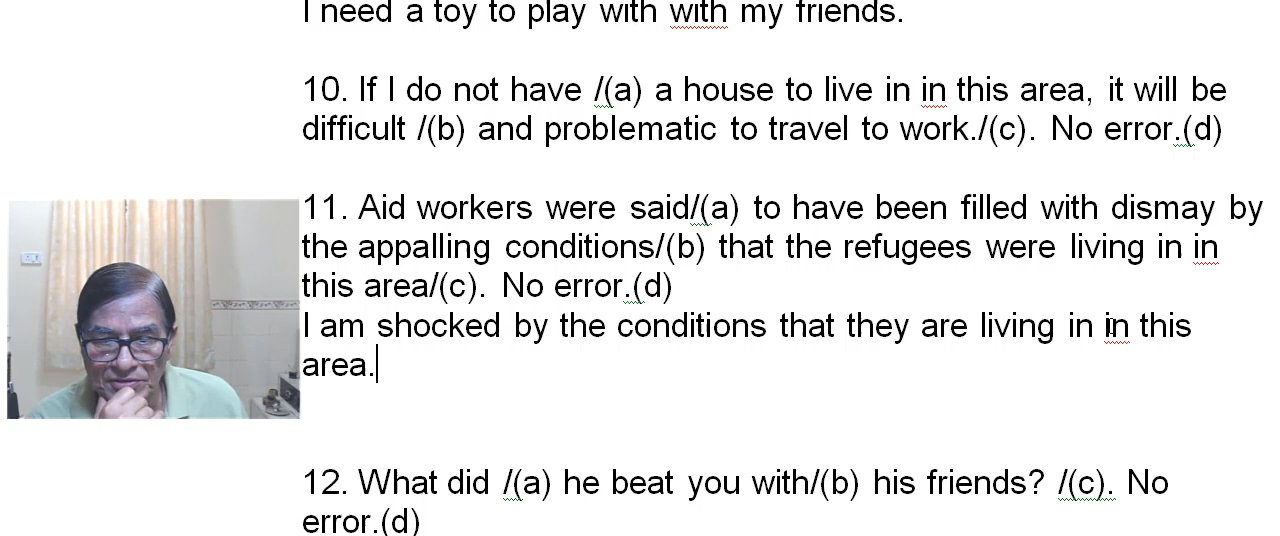 I need a toy to play with with my friends.
10. If I do not have /(a) a house to live in in this area, it will be
difficult /(b) and problematic to travel to work./(c). No error.(d)
11. Aid workers were said/(a) to have been filled with dismay by
the appalling conditions/(b) that the refugees were living in in
this area/(c). No error.(d)
I am shocked by the conditions that they are living in in this
area.
12. What did /(a) he beat you with/(b) his friends? /(c). No
error.(d)